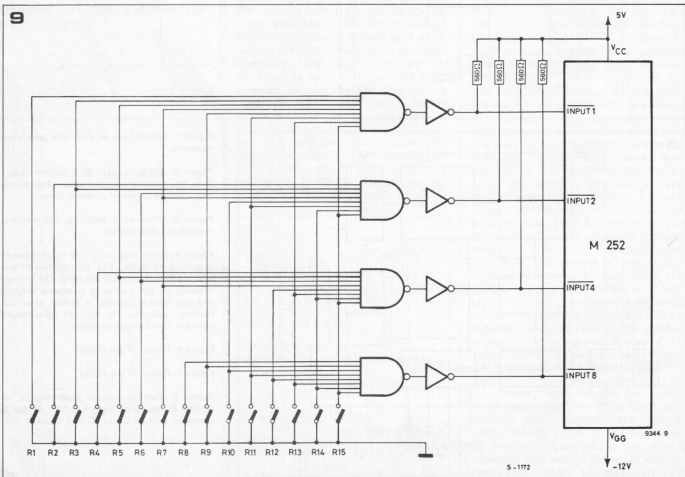 9
5V
VCC
560Ω 560Ω 560Ω 560Ω
INPUT1
INPUT2
M 252
INPUT4
INPUT8
R1 R2 R3 R4 R5 R6 R7 R8 R9 R10 R11 R12 R13 R14 R15
VGG
9344 9
S-1172
-12V